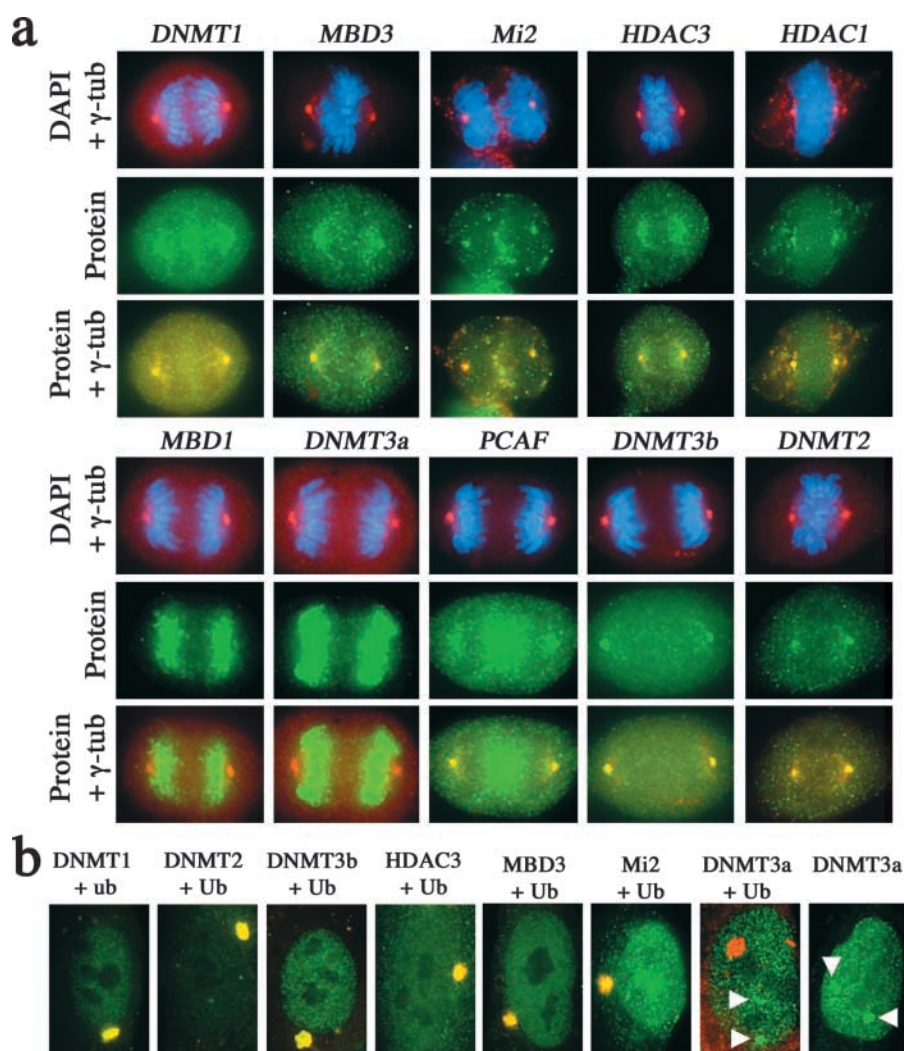 a
DNMT1 MBD3 Mi2 HDAC3 HDAC1
DAPI
+ γ-tub
Protein
Protein
+ γ-tub
MBD1 DNMT3a PCAF DNMT3b DNMT2
DAPI
+ γ-tub
Protein
Protein
+ γ-tub
b
DNMT1 DNMT2 DNMT3b HDAC3 MBD3 Mi2 DNMT3a DNMT3a
+ ub + Ub + Ub + Ub + Ub + Ub + Ub